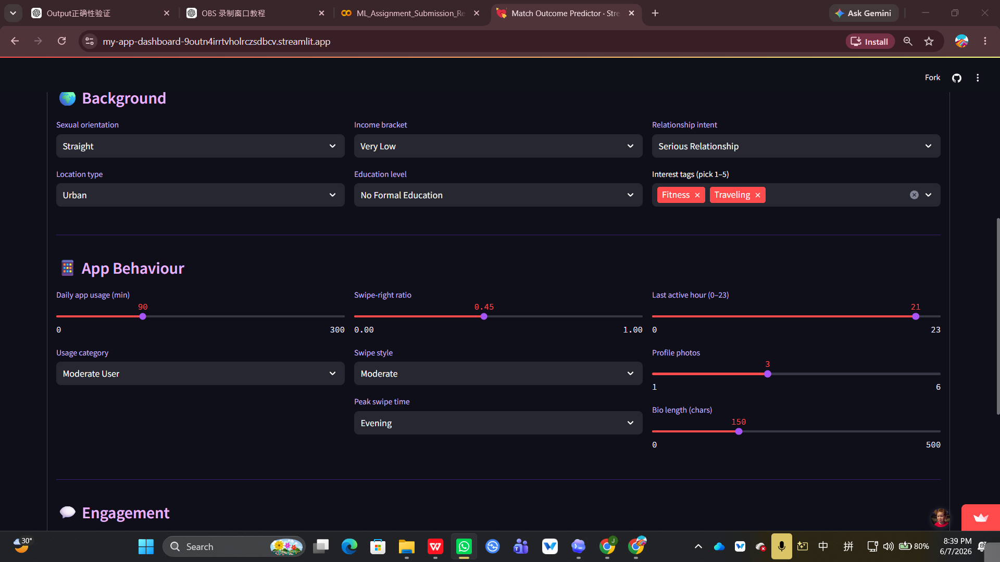 Output正确性验证
OBS 录制窗口教程
ML_Assignment_Submission_Re
Match Outcome Predictor · Stre
Ask Gemini
my-app-dashboard-9outn4irrtvholrczsdbcv.streamlit.app
Install
Fork
Background
Sexual orientation
Income bracket
Relationship intent
Straight
Very Low
Serious Relationship
Location type
Education level
Interest tags (pick 1–5)
Urban
No Formal Education
Fitness
Traveling
App Behaviour
Daily app usage (min)
Swipe-right ratio
Last active hour (0–23)
90
0.45
21
0
300
0.00
1.00
0
23
Usage category
Swipe style
Profile photos
3
Moderate User
Moderate
1
6
Peak swipe time
Bio length (chars)
150
Evening
0
500
Engagement
30°
Search
中
拼
80%
8:39 PM
6/7/2026